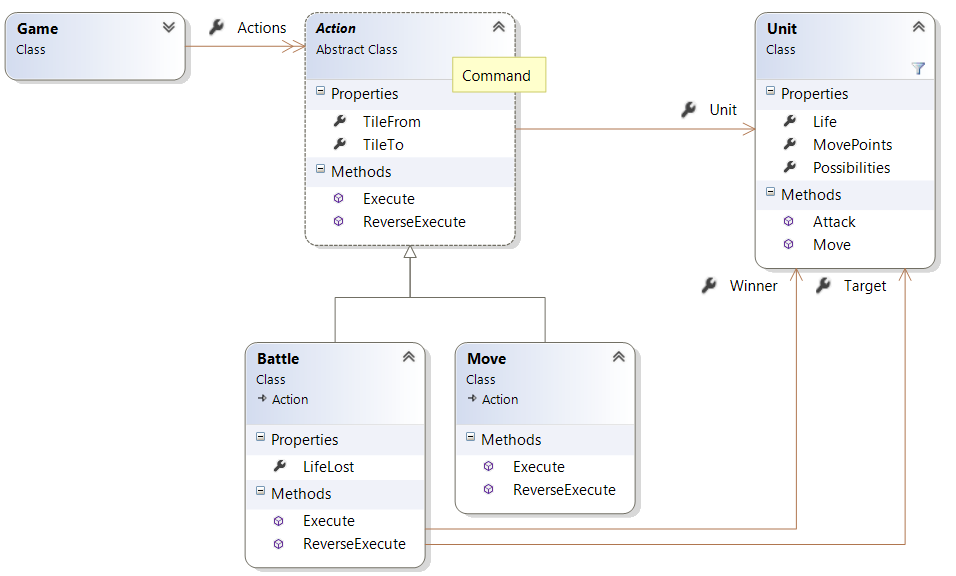 Game
Class
Actions
Action
Abstract Class
Command
Properties
TileFrom
TileTo
Methods
Execute
ReverseExecute
Unit
Unit
Class
Properties
Life
MovePoints
Possibilities
Methods
Attack
Move
Winner
Target
Battle
Class
Action
Properties
LifeLost
Methods
Execute
ReverseExecute
Move
Class
Action
Methods
Execute
ReverseExecute